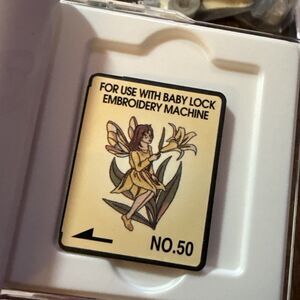 FOR USE WITH BABY LOCK
EMBROIDERY MACHINE
NO.50